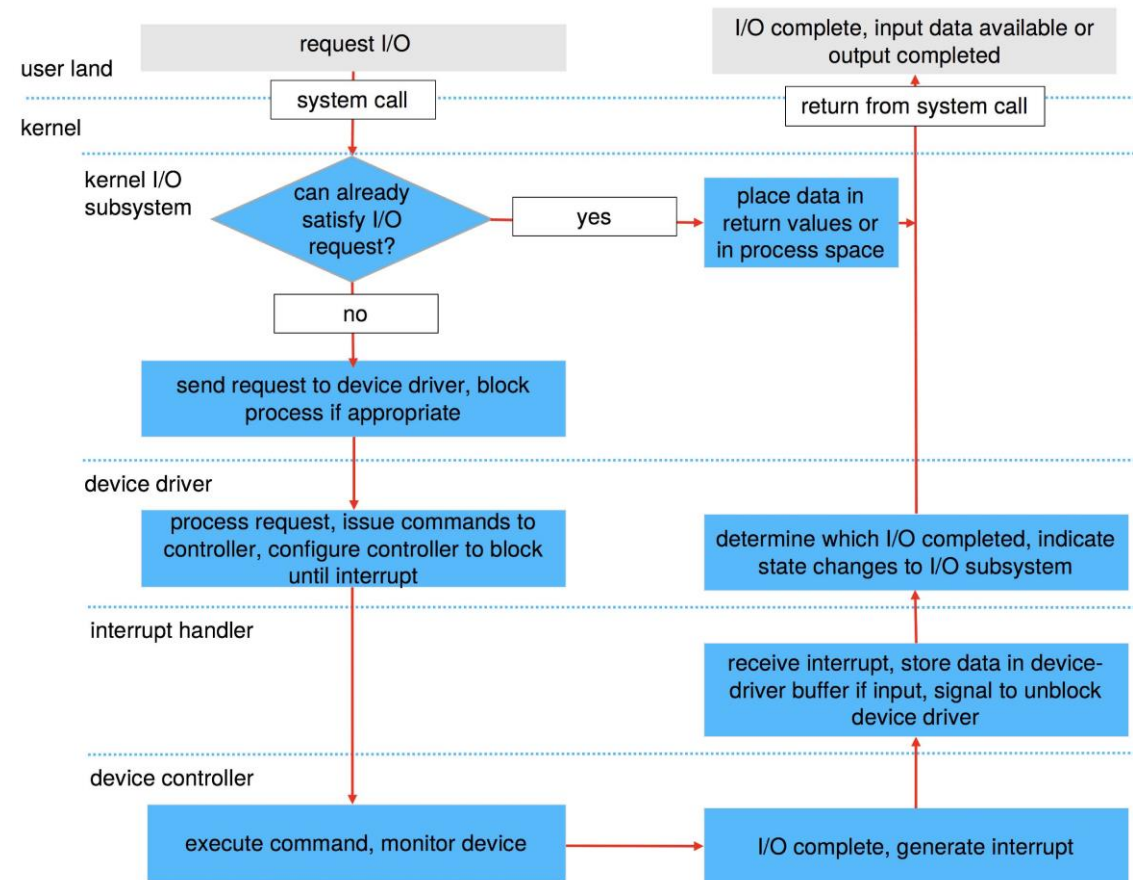 request I/O
I/O complete, input data available or
output completed
user land
system call
return from system call
kernel
kernel I/O
subsystem
can already
satisfy I/O
request?
yes
place data in
return values or
in process space
no
send request to device driver, block
process if appropriate
device driver
process request, issue commands to
controller, configure controller to block
until interrupt
determine which I/O completed, indicate
state changes to I/O subsystem
interrupt handler
receive interrupt, store data in device-
driver buffer if input, signal to unblock
device driver
device controller
execute command, monitor device
I/O complete, generate interrupt